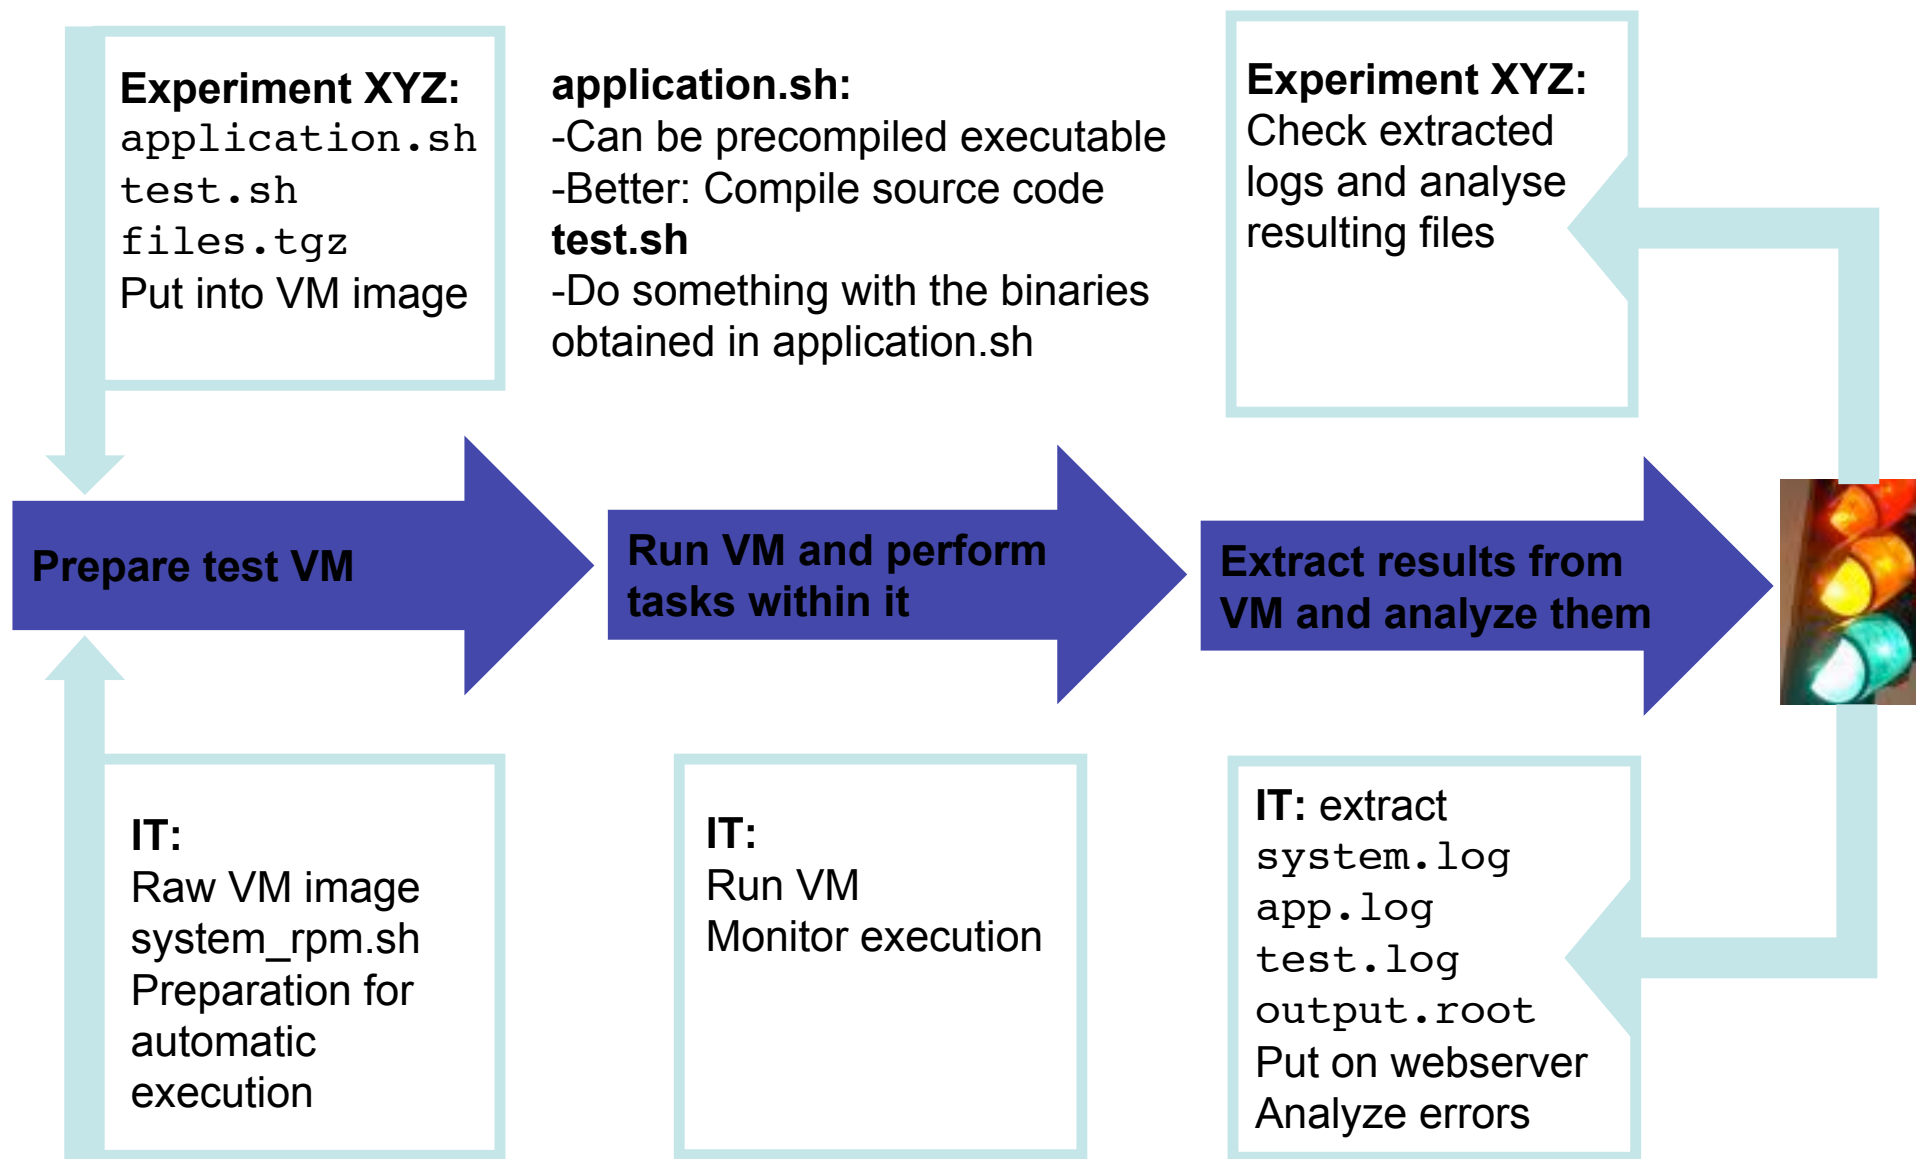 Experiment XYZ:
application.sh
test.sh
files.tgz
Put into VM image
application.sh:
-Can be precompiled executable
-Better: Compile source code
test.sh
-Do something with the binaries
obtained in application.sh
Experiment XYZ:
Check extracted
logs and analyse
resulting files
Prepare test VM
Run VM and perform
tasks within it
Extract results from
VM and analyze them
IT:
Raw VM image
system_rpm.sh
Preparation for
automatic
execution
IT:
Run VM
Monitor execution
IT: extract
system.log
app.log
test.log
output.root
Put on webserver
Analyze errors